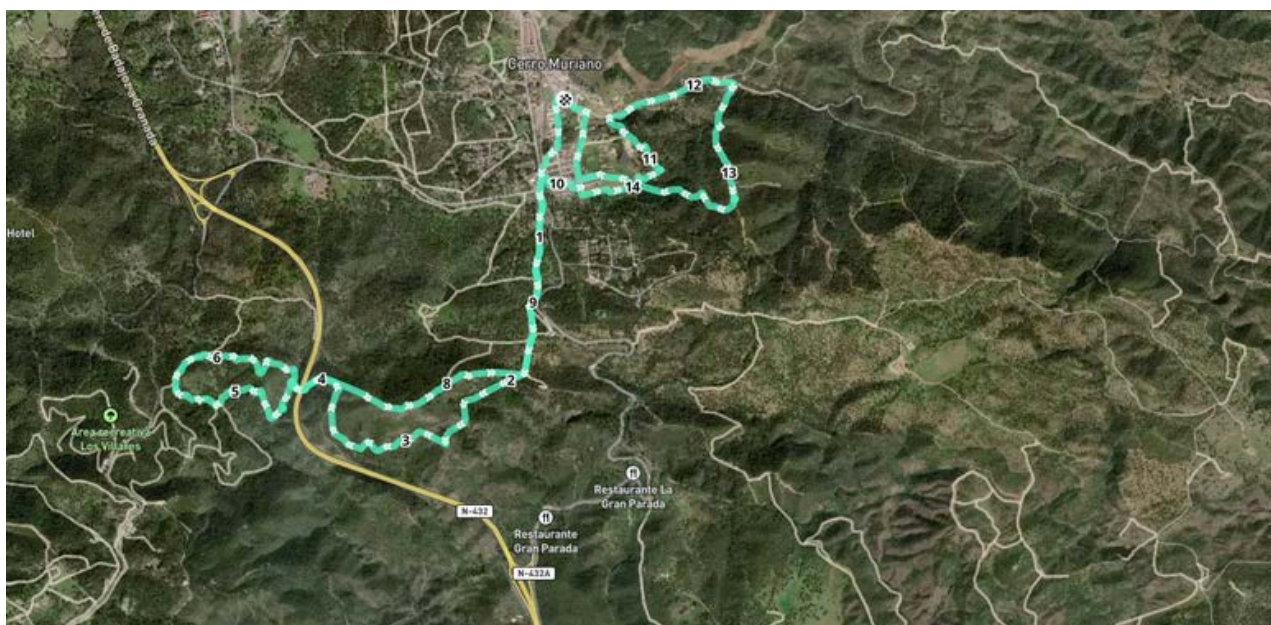 Cerro Muriano
12
11
13
10
14
1
Hotel
9
6
4
8
2
5
3
Área recreativa
Los Villares
Restaurante La
Gran Parada
N-432
Restaurante
Gran Parada
N-432A